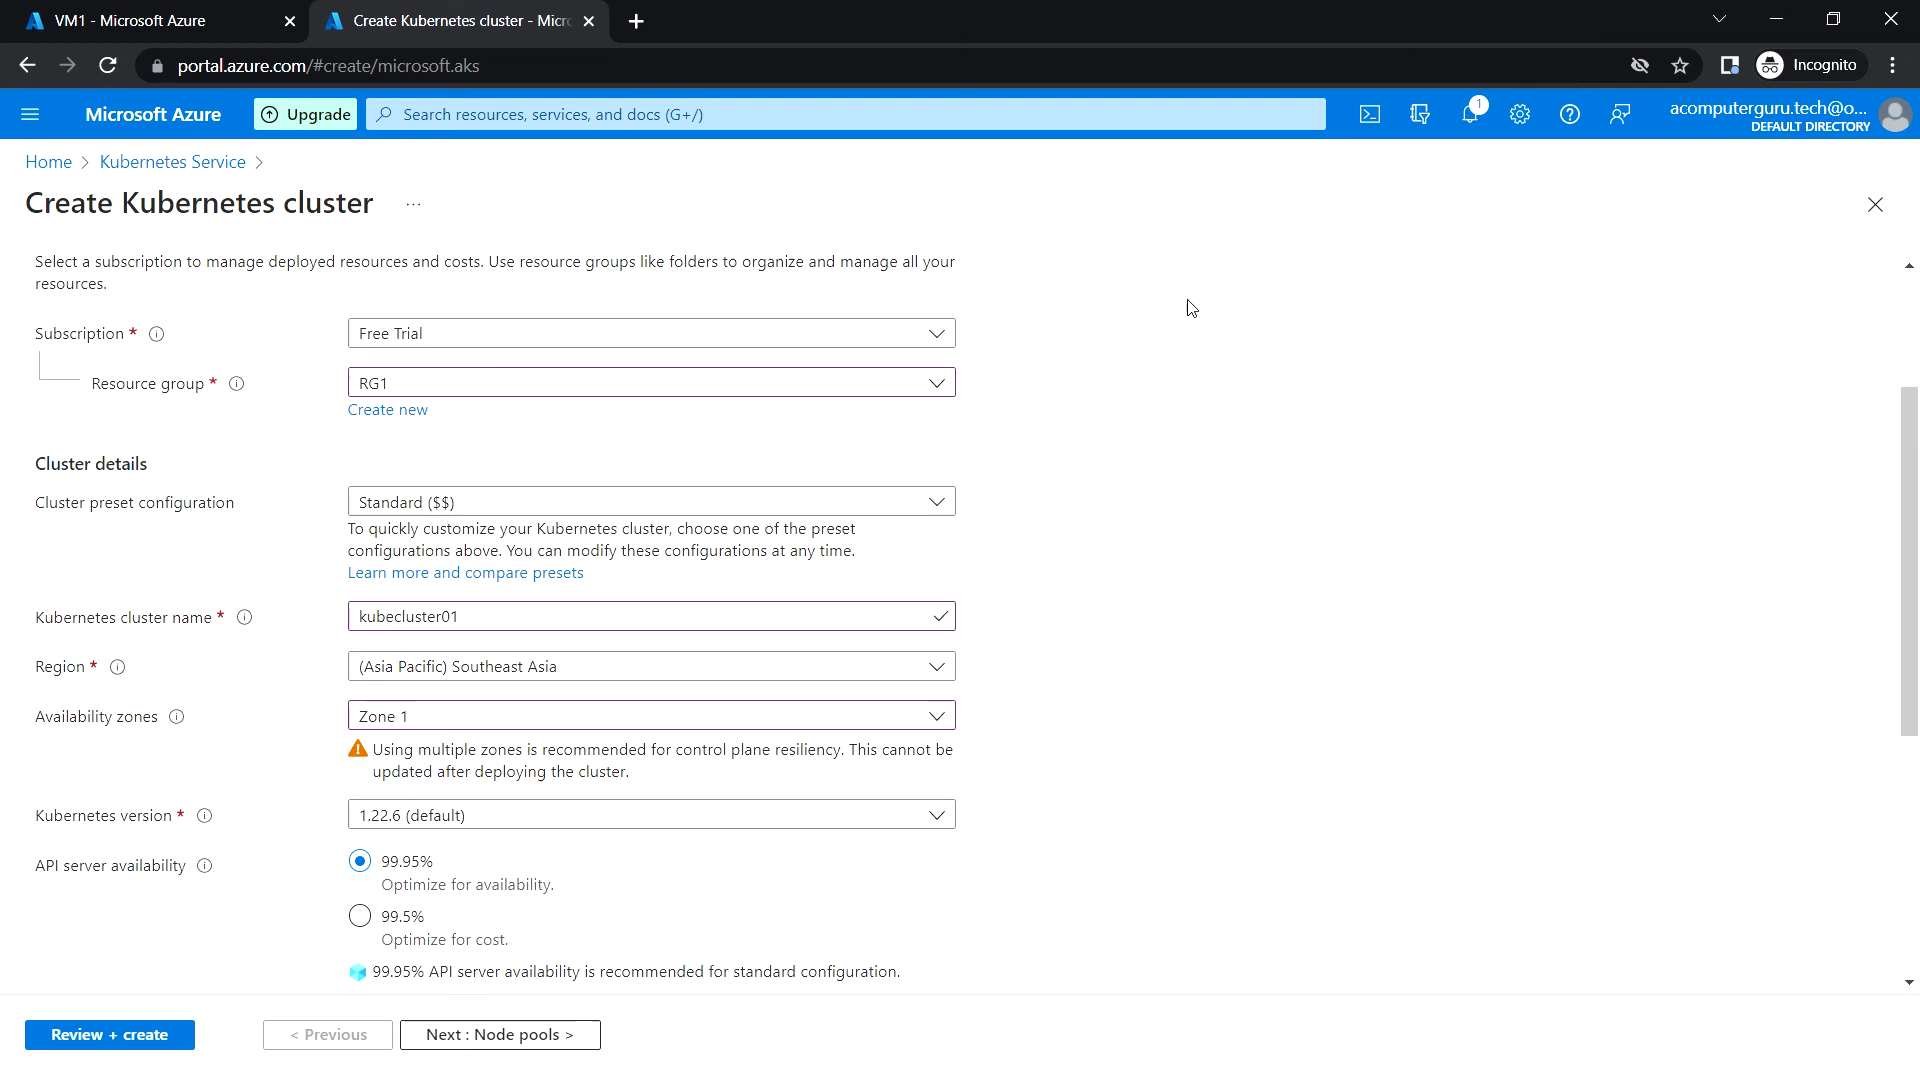 VM1 - Microsoft Azure
Create Kubernetes cluster - Micr
portal.azure.com/#create/microsoft.aks
Incognito
Microsoft Azure
Upgrade
Search resources, services, and docs (G+/)
1
acomputerguru.tech@o...
DEFAULT DIRECTORY
Home > Kubernetes Service >
Create Kubernetes cluster ...
Select a subscription to manage deployed resources and costs. Use resource groups like folders to organize and manage all your
resources.
Subscription *
Free Trial
Resource group *
RG1
Create new
Cluster details
Cluster preset configuration
Standard ($$)
To quickly customize your Kubernetes cluster, choose one of the preset
configurations above. You can modify these configurations at any time.
Learn more and compare presets
Kubernetes cluster name *
kubecluster01
Region *
(Asia Pacific) Southeast Asia
Availability zones
Zone 1
Using multiple zones is recommended for control plane resiliency. This cannot be
updated after deploying the cluster.
Kubernetes version *
1.22.6 (default)
API server availability
99.95%
Optimize for availability.
99.5%
Optimize for cost.
99.95% API server availability is recommended for standard configuration.
Review + create
< Previous
Next : Node pools >